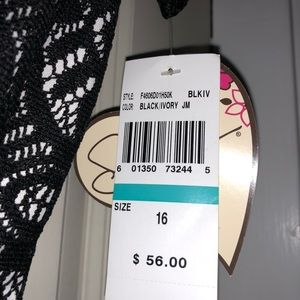 STYLE: F4606D01H50K BLKIV
COLOR: BLACK/IVORY JM
6 01350 73244 5
SIZE
16
$ 56.00
®